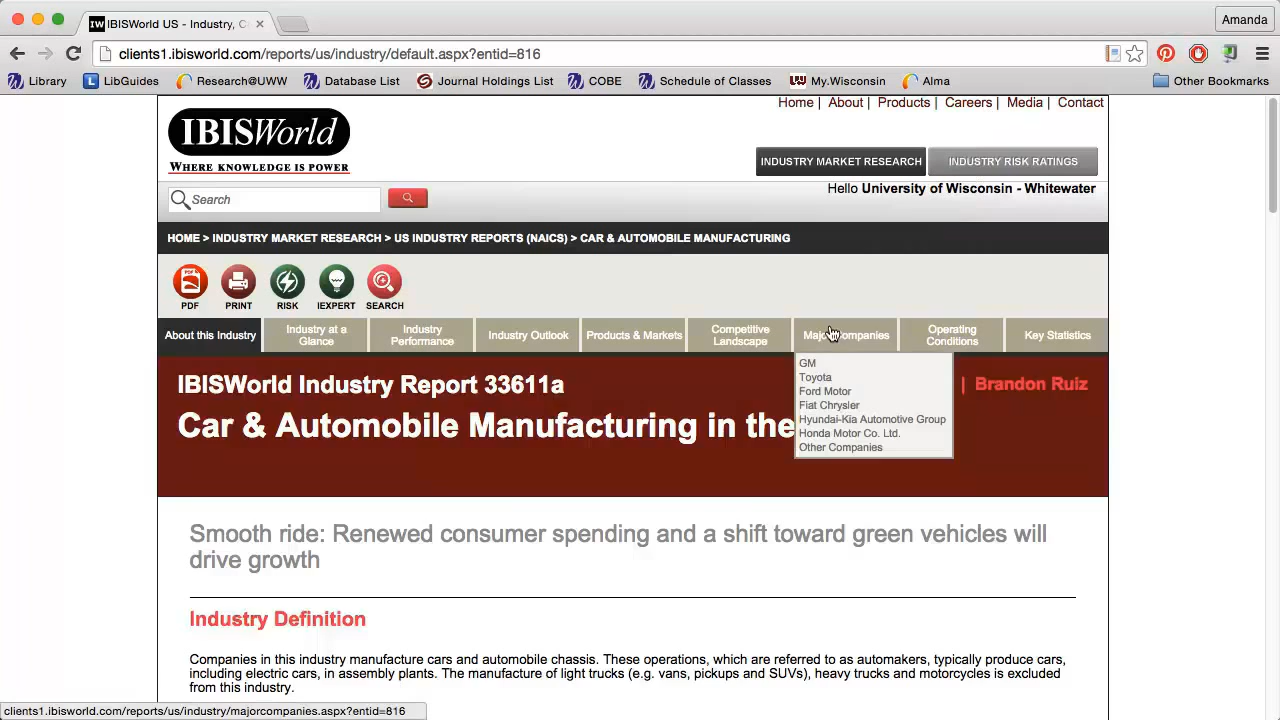 IW IBISWorld US - Industry, C
Amanda
clients1.ibisworld.com/reports/us/industry/default.aspx?entid=816
Library
LibGuides
Research@UWW
Database List
Journal Holdings List
COBE
Schedule of Classes
My.Wisconsin
Alma
Other Bookmarks
Home | About | Products | Careers | Media | Contact
IBISWorld
WHERE KNOWLEDGE IS POWER
INDUSTRY MARKET RESEARCH
INDUSTRY RISK RATINGS
Hello University of Wisconsin - Whitewater
Search
HOME > INDUSTRY MARKET RESEARCH > US INDUSTRY REPORTS (NAICS) > CAR & AUTOMOBILE MANUFACTURING
PDF
PRINT
RISK
IEXPERT
SEARCH
About this Industry
Industry at a
Glance
Industry
Performance
Industry Outlook
Products & Markets
Competitive
Landscape
Major Companies
Operating
Conditions
Key Statistics
GM
Toyota
Ford Motor
Fiat Chrysler
Hyundai-Kia Automotive Group
Honda Motor Co. Ltd.
Other Companies
IBISWorld Industry Report 33611a
| Brandon Ruiz
Car & Automobile Manufacturing in the
Smooth ride: Renewed consumer spending and a shift toward green vehicles will
drive growth
Industry Definition
Companies in this industry manufacture cars and automobile chassis. These operations, which are referred to as automakers, typically produce cars,
including electric cars, in assembly plants. The manufacture of light trucks (e.g. vans, pickups and SUVs), heavy trucks and motorcycles is excluded
from this industry.
clients1.ibisworld.com/reports/us/industry/majorcompanies.aspx?entid=816